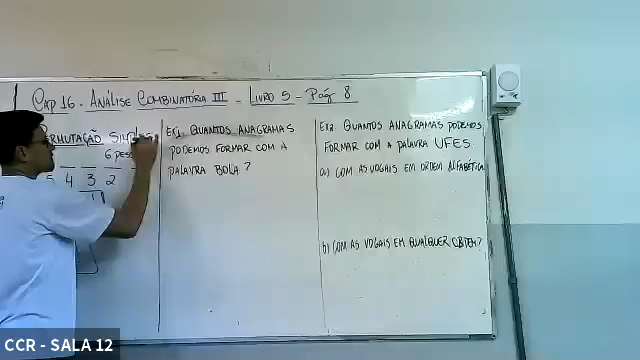 CAP 16. ANÁLISE COMBINATÓRIA III - LIVRO 5 - PÁG 8
PERMUTAÇÃO SIMPLES
6 PES
5 4 3 2
EX1. QUANTOS ANAGRAMAS
PODEMOS FORMAR COM A
PALAVRA BOLA?
EX2 QUANTOS ANAGRAMAS PODEMOS
FORMAR COM A PALAVRA UFES.
a) COM AS VOGAIS EM ORDEM ALFABÉTICA
b) COM AS VOGAIS EM QUALQUER ORDEM?
CCR - SALA 12